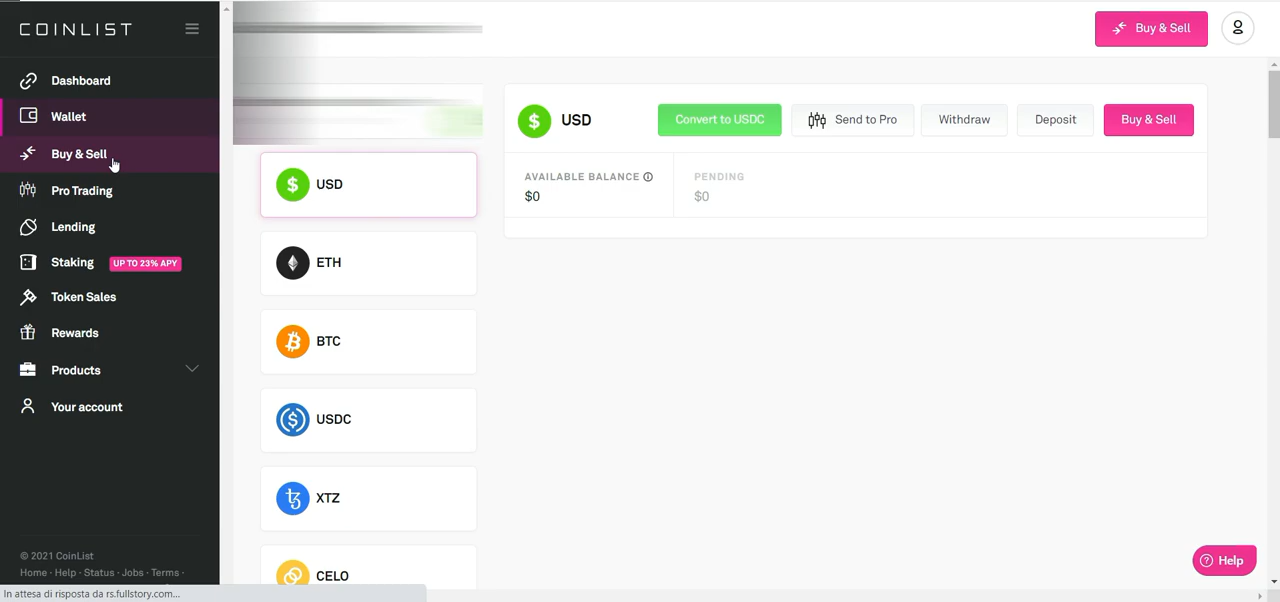 COINLIST
Dashboard
Wallet
Buy & Sell
Pro Trading
Lending
Staking UP TO 23% APY
Token Sales
Rewards
Products
Your account
© 2021 CoinList
Home · Help · Status · Jobs · Terms ·
In attesa di risposta da rs.fullstory.com...
Buy & Sell
USD
ETH
BTC
USDC
XTZ
CELO
$ USD Convert to USDC Send to Pro Withdraw Deposit Buy & Sell
AVAILABLE BALANCE PENDING
$0 $0
Help